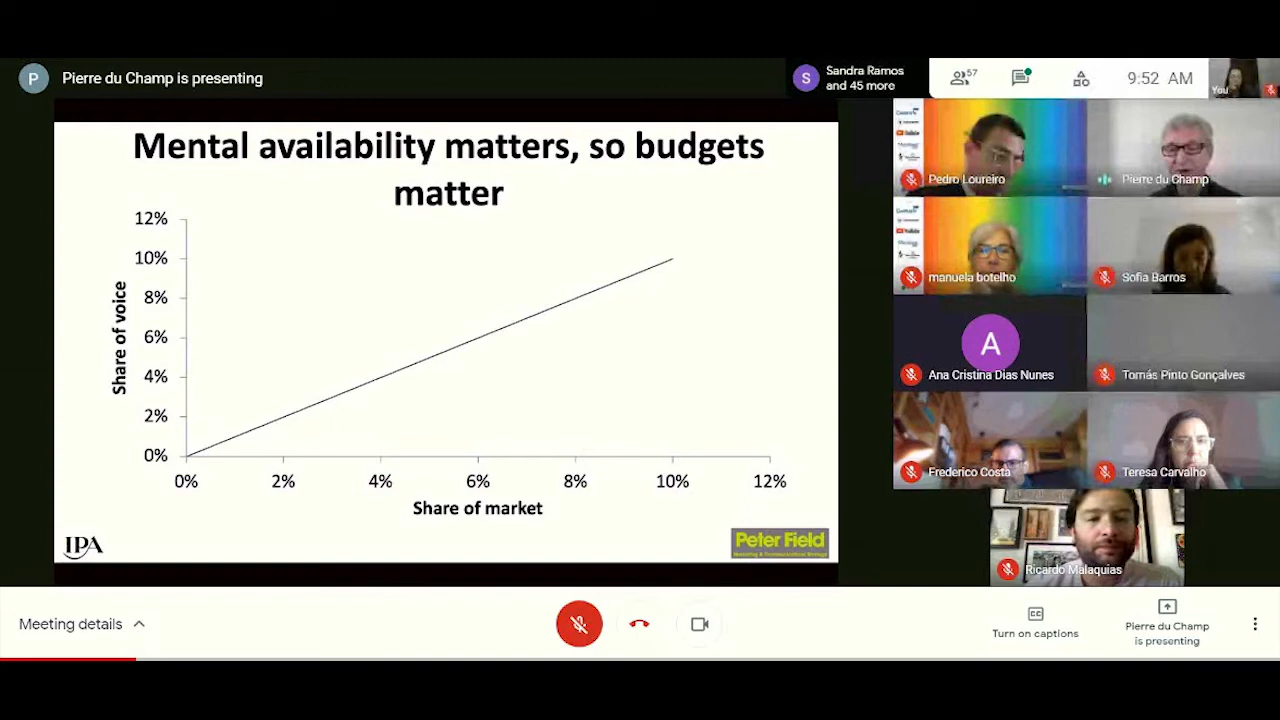 P
Pierre du Champ is presenting
S
Sandra Ramos
and 45 more
57
9:52 AM
You
Mental availability matters, so budgets
matter
12%
10%
8%
6%
4%
2%
0%
Share of voice
0%
2%
4%
6%
8%
10%
12%
Share of market
IPA
Peter Field
Pedro Loureiro
Pierre du Champ
manuela botelho
Sofia Barros
A
Ana Cristina Dias Nunes
Tomás Pinto Gonçalves
Frederico Costa
Teresa Carvalho
Ricardo Malaquias
Meeting details
CC
Turn on captions
Pierre du Champ
is presenting